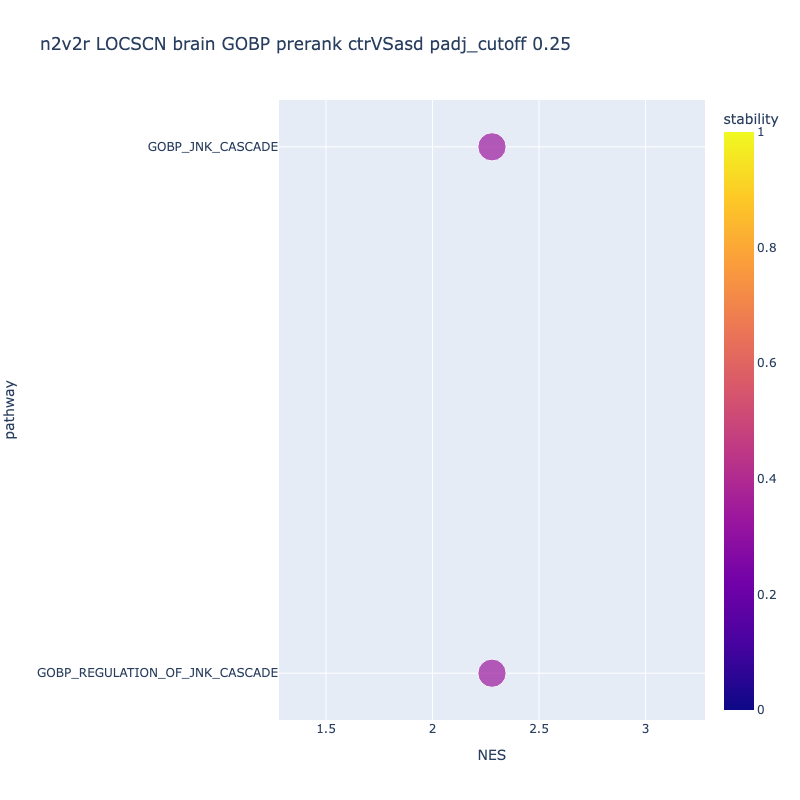 n2v2r LOCSCN brain GOBP prerank ctrVSasd padj_cutoff 0.25
stability
1
0.8
0.6
0.4
0.2
0
GOBP_JNK_CASCADE
pathway
GOBP_REGULATION_OF_JNK_CASCADE
1.5
2
2.5
3
NES